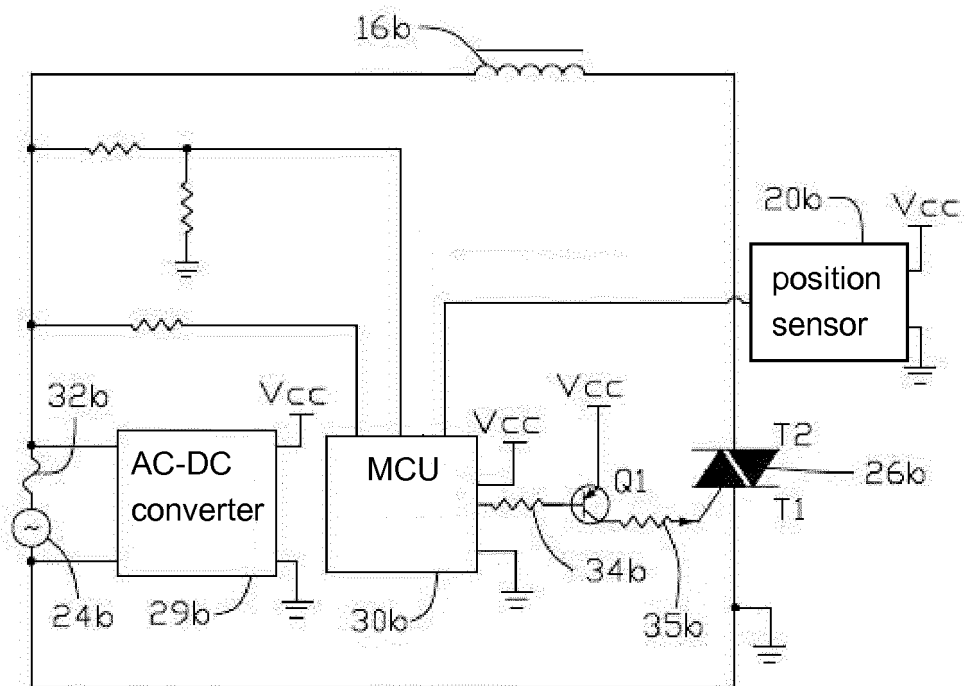 16b
20b
Vcc
position
sensor
32b
Vcc
Vcc
Vcc
AC-DC
converter
MCU
Q1
T2
26b
T1
~
34b
24b
29b
30b
35b